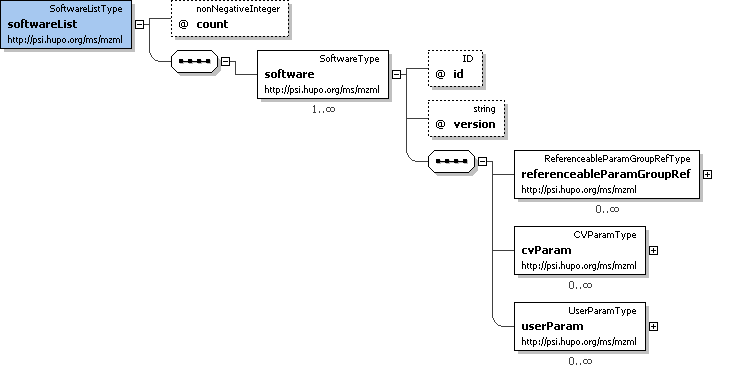 SoftwareListType
softwareList
http://psi.hupo.org/ms/mzml
nonNegativeInteger
@ count
SoftwareType
software
http://psi.hupo.org/ms/mzml
1..∞
ID
@ id
string
@ version
ReferenceableParamGroupRefType
referenceableParamGroupRef
http://psi.hupo.org/ms/mzml
0..∞
CVParamType
cvParam
http://psi.hupo.org/ms/mzml
0..∞
UserParamType
userParam
http://psi.hupo.org/ms/mzml
0..∞